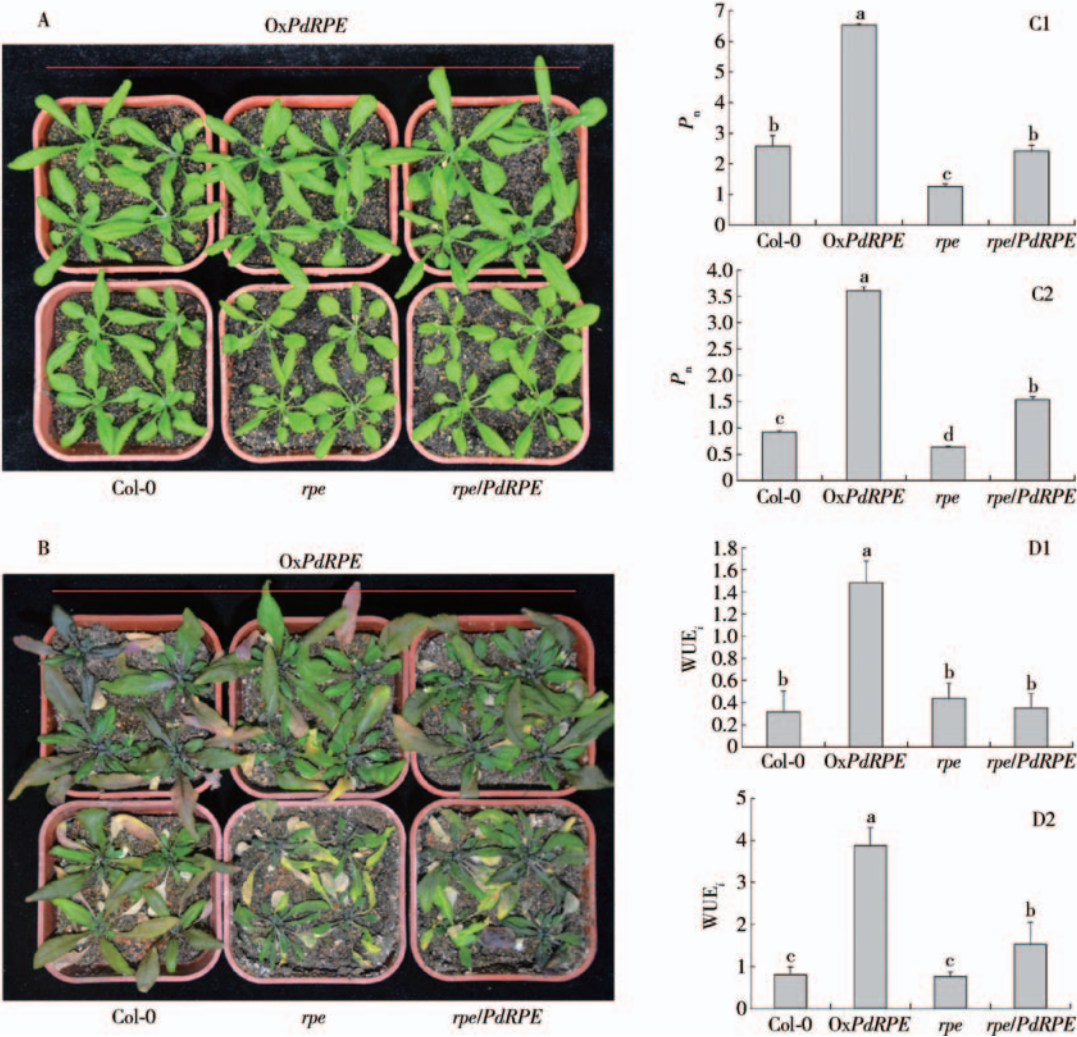 A
OxPdRPE
Col-0
rpe
rpe/PdRPE
B
OxPdRPE
Col-0
rpe
rpe/PdRPE
C1
Pn
7
6
5
4
3
2
1
0
b
a
c
b
Col-0
OxPdRPE
rpe
rpe/PdRPE
C2
Pn
4.0
3.5
3.0
2.5
2.0
1.5
1.0
0.5
0
c
a
d
b
Col-0
OxPdRPE
rpe
rpe/PdRPE
D1
WUEi
1.8
1.6
1.4
1.2
1.0
0.8
0.6
0.4
0.2
0
b
a
b
b
Col-0
OxPdRPE
rpe
rpe/PdRPE
D2
WUEi
5
4
3
2
1
0
c
a
c
b
Col-0
OxPdRPE
rpe
rpe/PdRPE